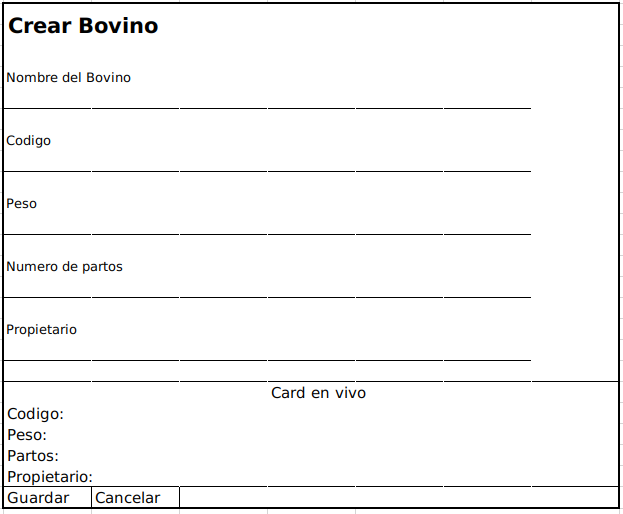 Crear Bovino
Nombre del Bovino
Codigo
Peso
Numero de partos
Propietario
Card en vivo
Codigo:
Peso:
Partos:
Propietario:
Guardar Cancelar